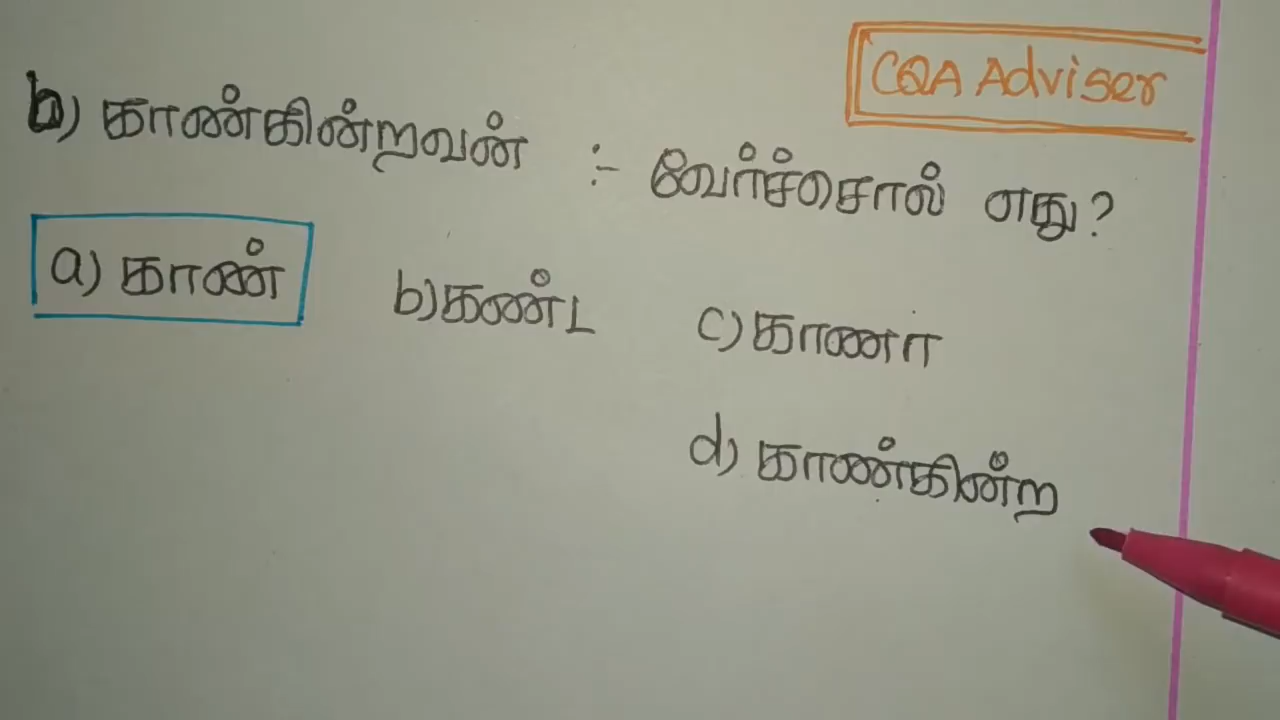 CQA Adviser
b) காண்கின்றவன் :- வேர்ச்சொல் எது?
a) காண் b) கண்ட c) காணா
d) காண்கின்ற